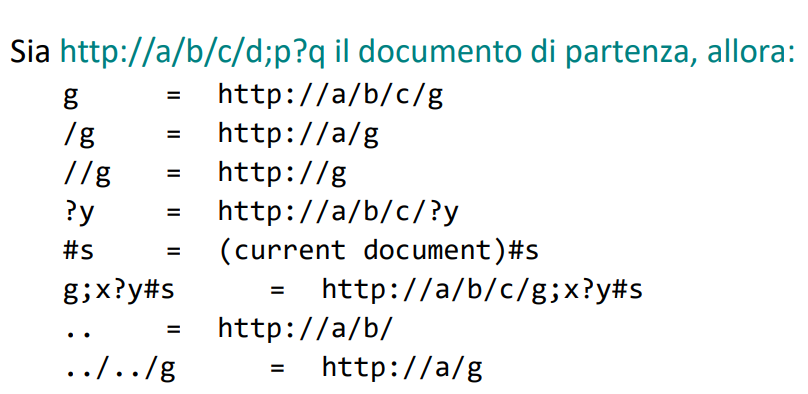 Sia http://a/b/c/d;p?q il documento di partenza, allora:
g = http://a/b/c/g
/g = http://a/g
//g = http://g
?y = http://a/b/c/?y
#s = (current document)#s
g;x?y#s = http://a/b/c/g;x?y#s
.. = http://a/b/
../../g = http://a/g